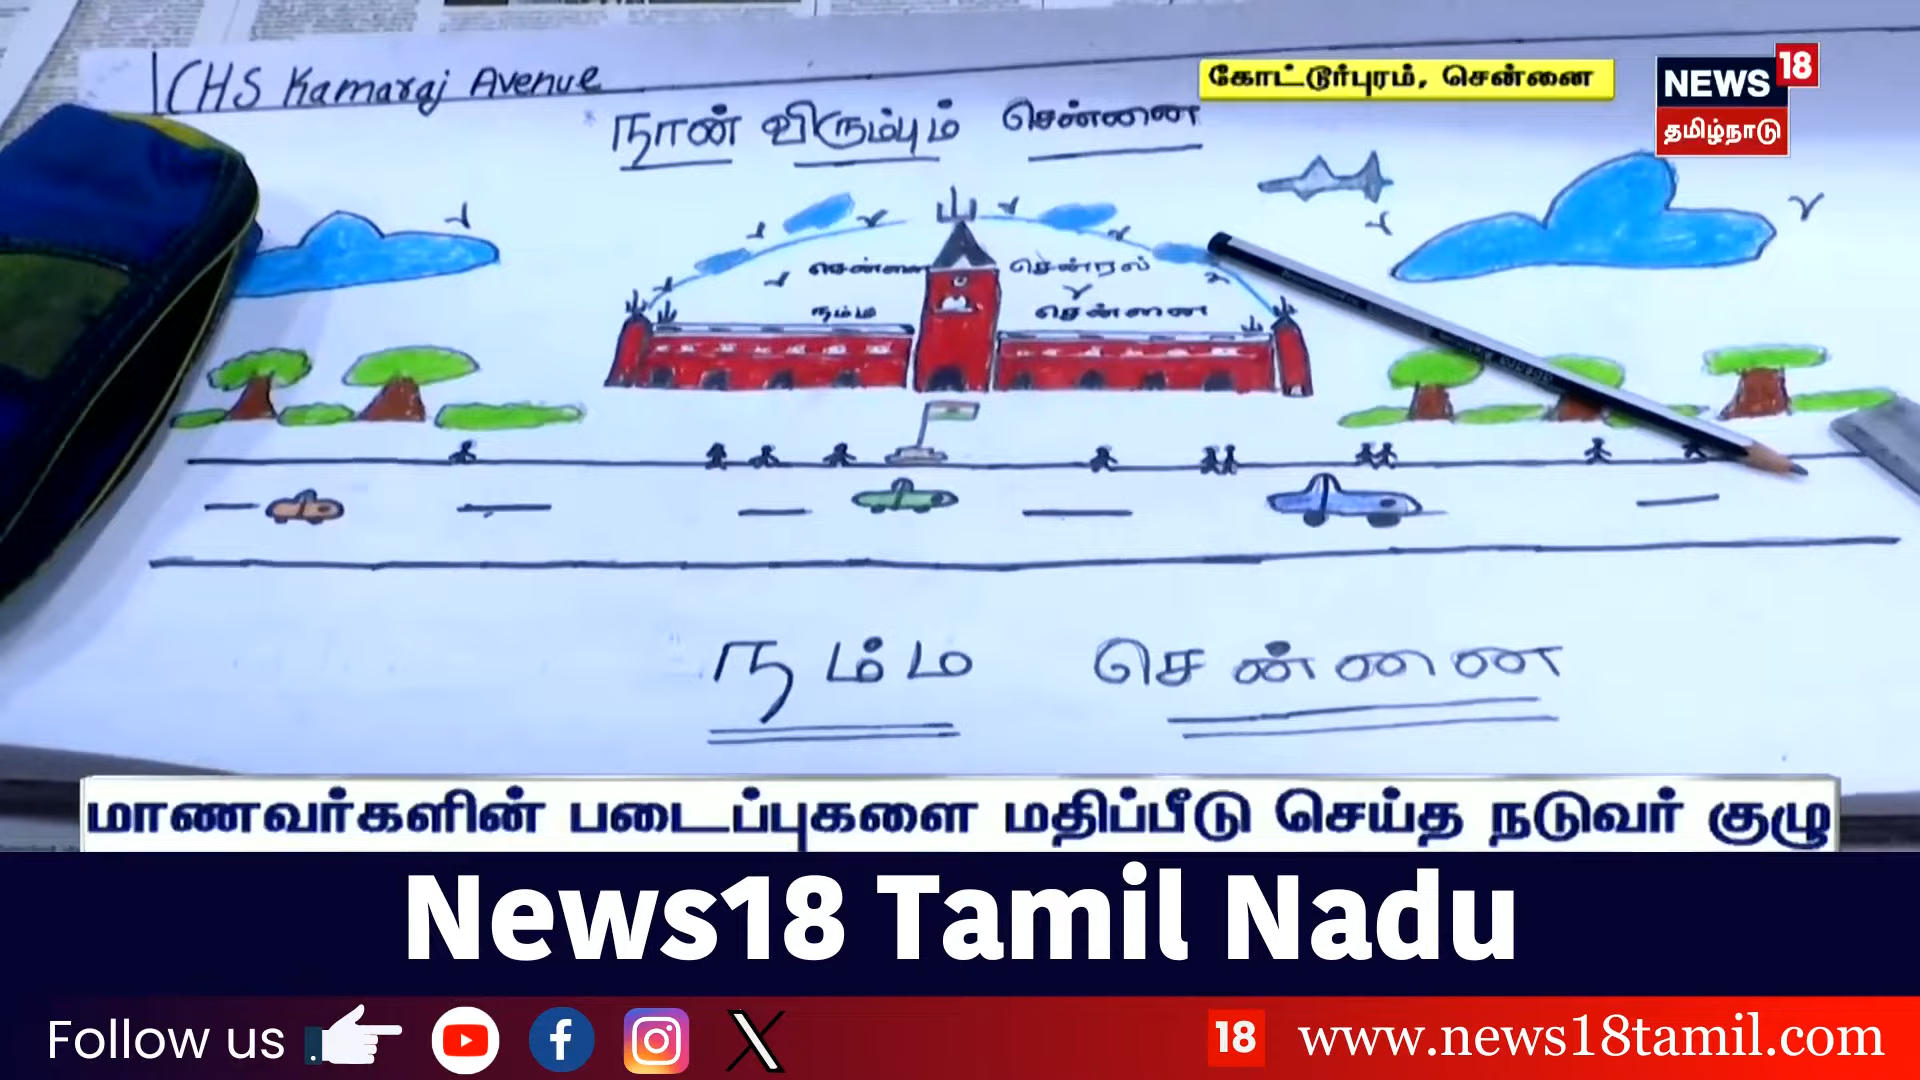 CHS Kamaraj Avenue
கோட்டூர்புரம், சென்னை
NEWS 18
தமிழ்நாடு
நான் விரும்பும் சென்னை
சென்னை சென்ரல்
நம்ம சென்னை
நம்ம சென்னை
மாணவர்களின் படைப்புகளை மதிப்பீடு செய்த நடுவர் குழு
News18 Tamil Nadu
Follow us
18 www.news18tamil.com